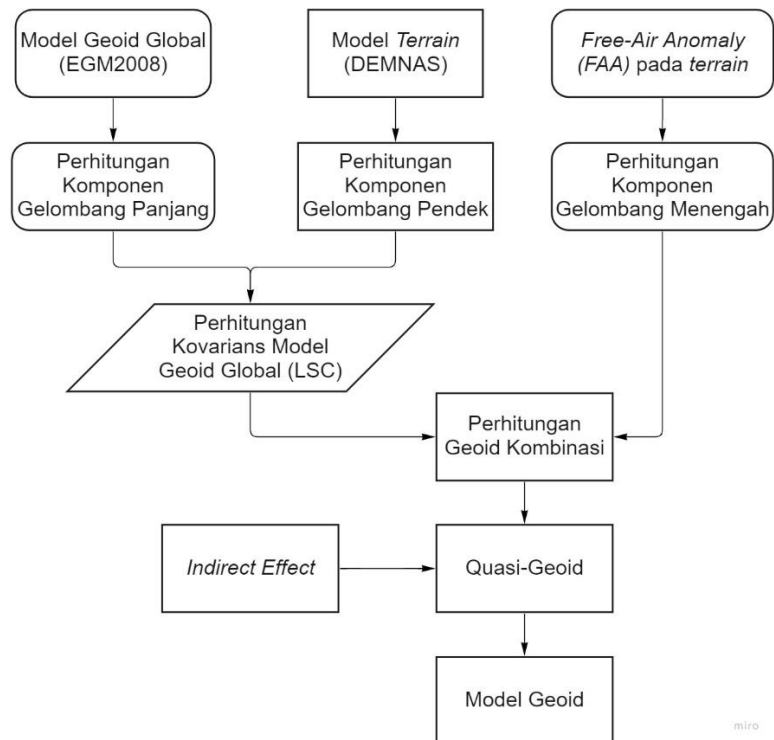 Model Geoid Global
(EGM2008)
Model Terrain
(DEMNAS)
Free-Air Anomaly
(FAA) pada terrain
Perhitungan
Komponen
Gelombang Panjang
Perhitungan
Komponen
Gelombang Pendek
Perhitungan
Komponen
Gelombang Menengah
Perhitungan
Kovarians Model
Geoid Global (LSC)
Perhitungan
Geoid Kombinasi
Indirect Effect
Quasi-Geoid
Model Geoid
miro